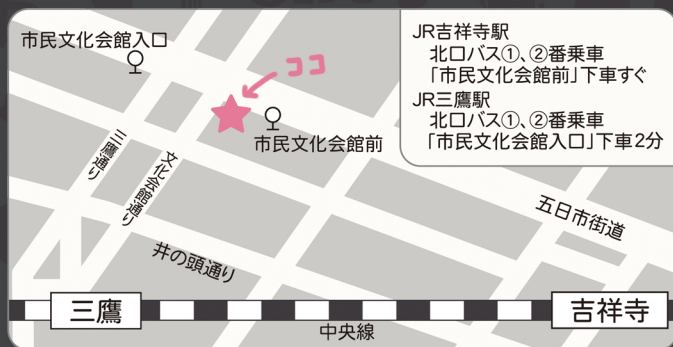 市民文化会館入口
ココ
市民文化会館前
三鷹通り
文化会館通り
井の頭通り
五日市街道
三鷹
中央線
吉祥寺
JR吉祥寺駅
北口バス①、②番乗車
「市民文化会館前」下車すぐ
JR三鷹駅
北口バス①、②番乗車
「市民文化会館入口」下車2分